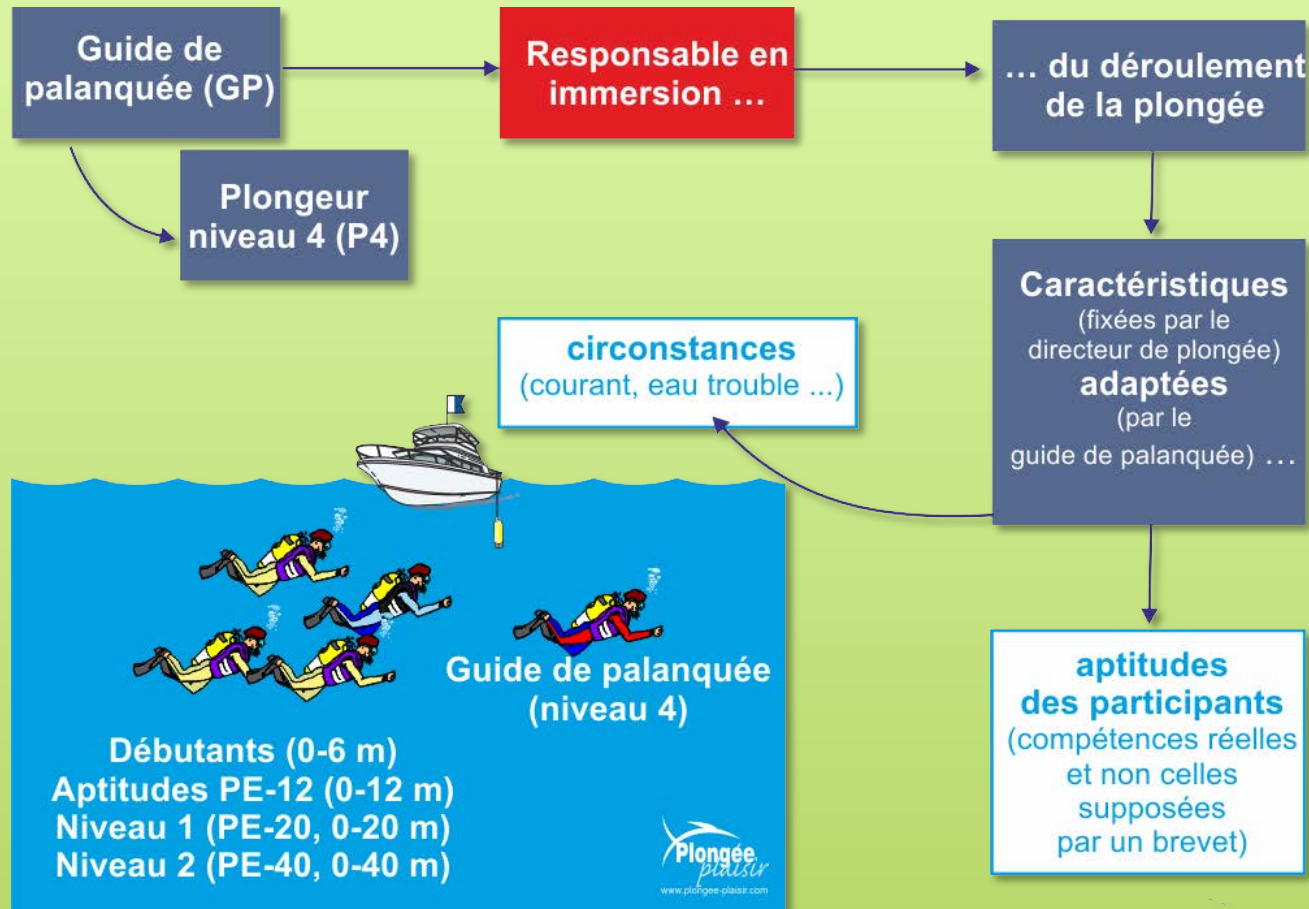 Guide de
palanquée (GP)
Responsable en
immersion ...
... du déroulement
de la plongée
Plongeur
niveau 4 (P4)
Caractéristiques
(fixées par le
directeur de plongée)
adaptées
(par le
guide de palanquée) ...
circonstances
(courant, eau trouble ...)
aptitudes
des participants
(compétences réelles
et non celles
supposées
par un brevet)
Guide de palanquée
(niveau 4)
Débutants (0-6 m)
Aptitudes PE-12 (0-12 m)
Niveau 1 (PE-20, 0-20 m)
Niveau 2 (PE-40, 0-40 m)
Plongée
plaisir
www.plongee-plaisir.com